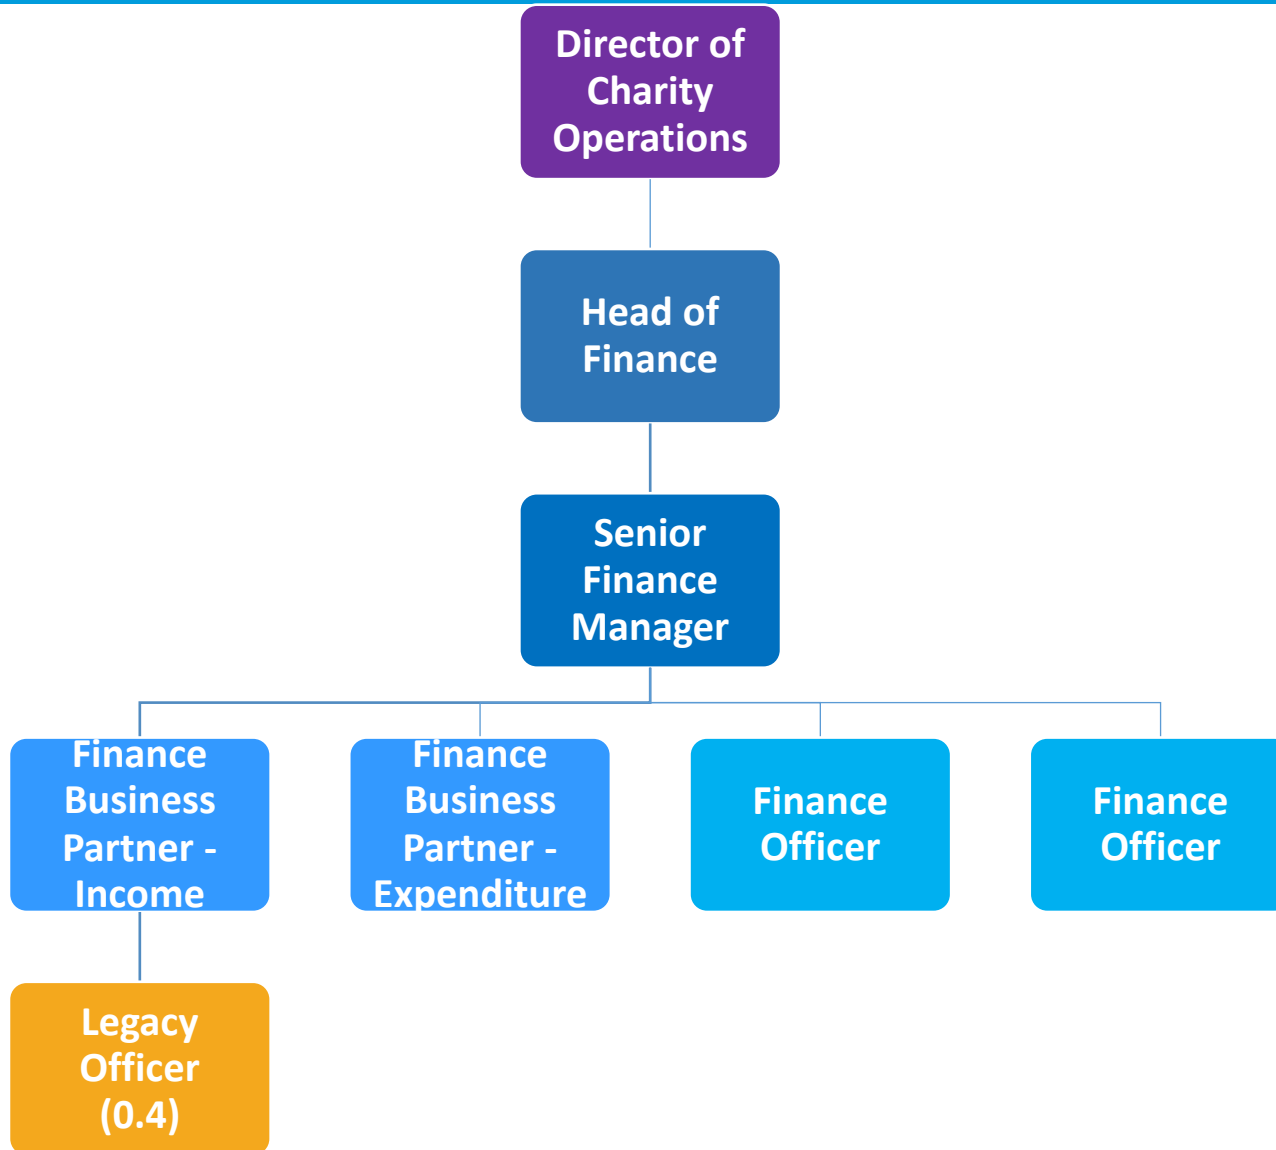 Director of
Charity
Operations
Head of
Finance
Senior
Finance
Manager
Finance
Business
Partner -
Income
Finance
Business
Partner -
Expenditure
Finance
Officer
Finance
Officer
Legacy
Officer
(0.4)